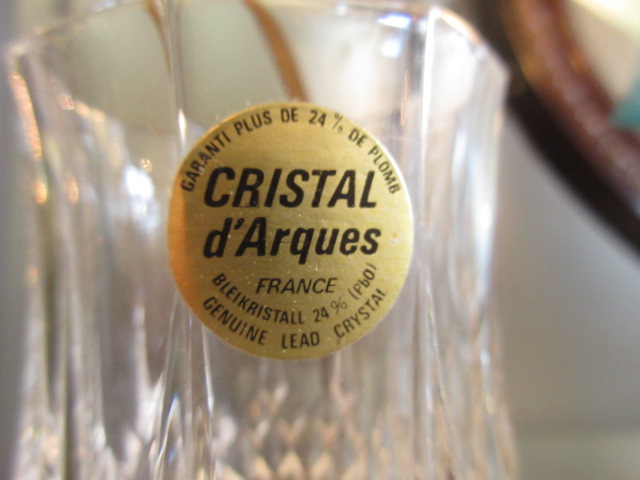 GARANTI PLUS DE 24 % DE PLOMB
CRISTAL
d'Arques
FRANCE
BLEIKRISTALL 24 % (PbO)
GENUINE LEAD CRYSTAL